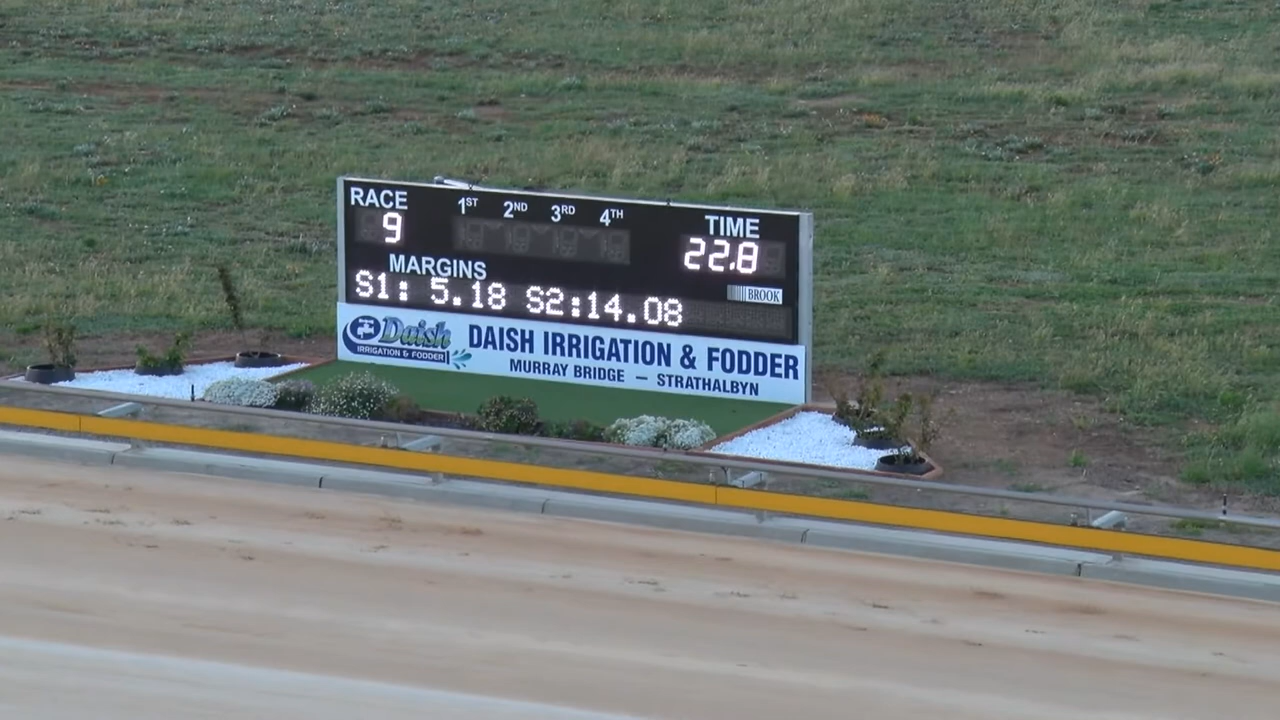 RACE 1ST 2ND 3RD 4TH TIME
9 22.8
MARGINS
S1: 5.18 S2:14.08
BROOK
Daish
IRRIGATION & FODDER
DAISH IRRIGATION & FODDER
MURRAY BRIDGE – STRATHALBYN